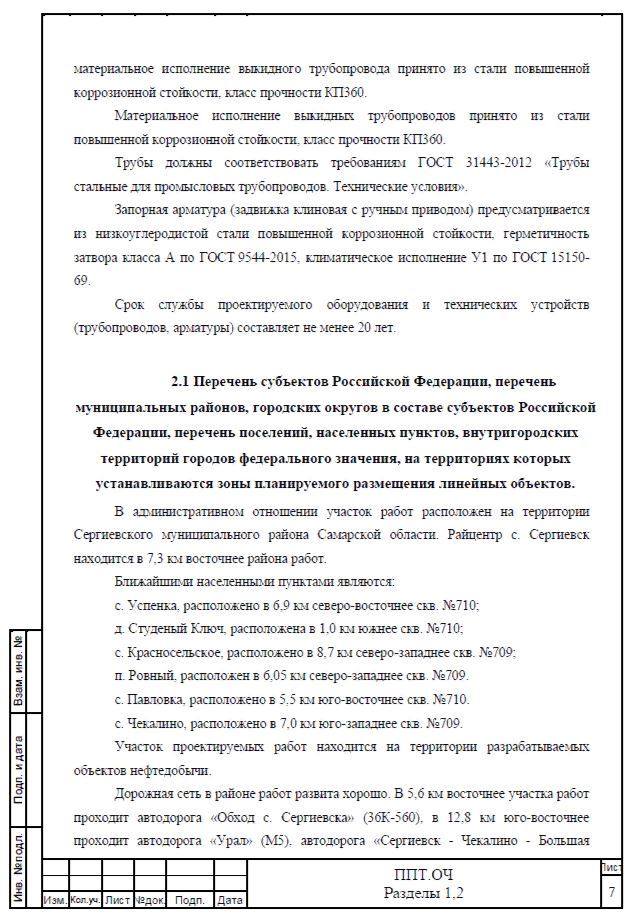 материальное исполнение выкидного трубопровода принято из стали повышенной
коррозионной стойкости, класс прочности КП360.
Материальное исполнение выкидных трубопроводов принято из стали
повышенной коррозионной стойкости, класс прочности КП360.
Трубы должны соответствовать требованиям ГОСТ 31443-2012 «Трубы
стальные для промысловых трубопроводов. Технические условия».
Запорная арматура (задвижка клиновая с ручным приводом) предусматривается
из низкоуглеродистой стали повышенной коррозионной стойкости, герметичность
затвора класса А по ГОСТ 9544-2015, климатическое исполнение У1 по ГОСТ 15150-
69.
Срок службы проектируемого оборудования и технических устройств
(трубопроводов, арматуры) составляет не менее 20 лет.
2.1 Перечень субъектов Российской Федерации, перечень
муниципальных районов, городских округов в составе субъектов Российской
Федерации, перечень поселений, населенных пунктов, внутригородских
территорий городов федерального значения, на территориях которых
устанавливаются зоны планируемого размещения линейных объектов.
В административном отношении участок работ расположен на территории
Сергиевского муниципального района Самарской области. Райцентр с. Сергиевск
находится в 7,3 км восточнее района работ.
Ближайшими населенными пунктами являются:
с. Успенка, расположено в 6,9 км северо-восточнее скв. №710;
д. Студеный Ключ, расположена в 1,0 км южнее скв. №710;
с. Красносельское, расположено в 8,7 км северо-западнее скв. №709;
п. Ровный, расположен в 6,05 км северо-западнее скв. №709.
с. Павловка, расположено в 5,5 км юго-восточнее скв. №710.
с. Чекалино, расположено в 7,0 км юго-западнее скв. №709.
Участок проектируемых работ находится на территории разрабатываемых
объектов нефтедобычи.
Дорожная сеть в районе работ развита хорошо. В 5,6 км восточнее участка работ
проходит автодорога «Обход с. Сергиевска» (36К-560), в 12,8 км юго-восточнее
проходит автодорога «Урал» (М5), автодорога «Сергиевск - Чекалино - Большая
Взам. инв. №
Подп. и дата
Инв. №подл.
Изм. Кол.уч. Лист №док. Подп. Дата
ППТ.ОЧ
Разделы 1,2
Лист
7